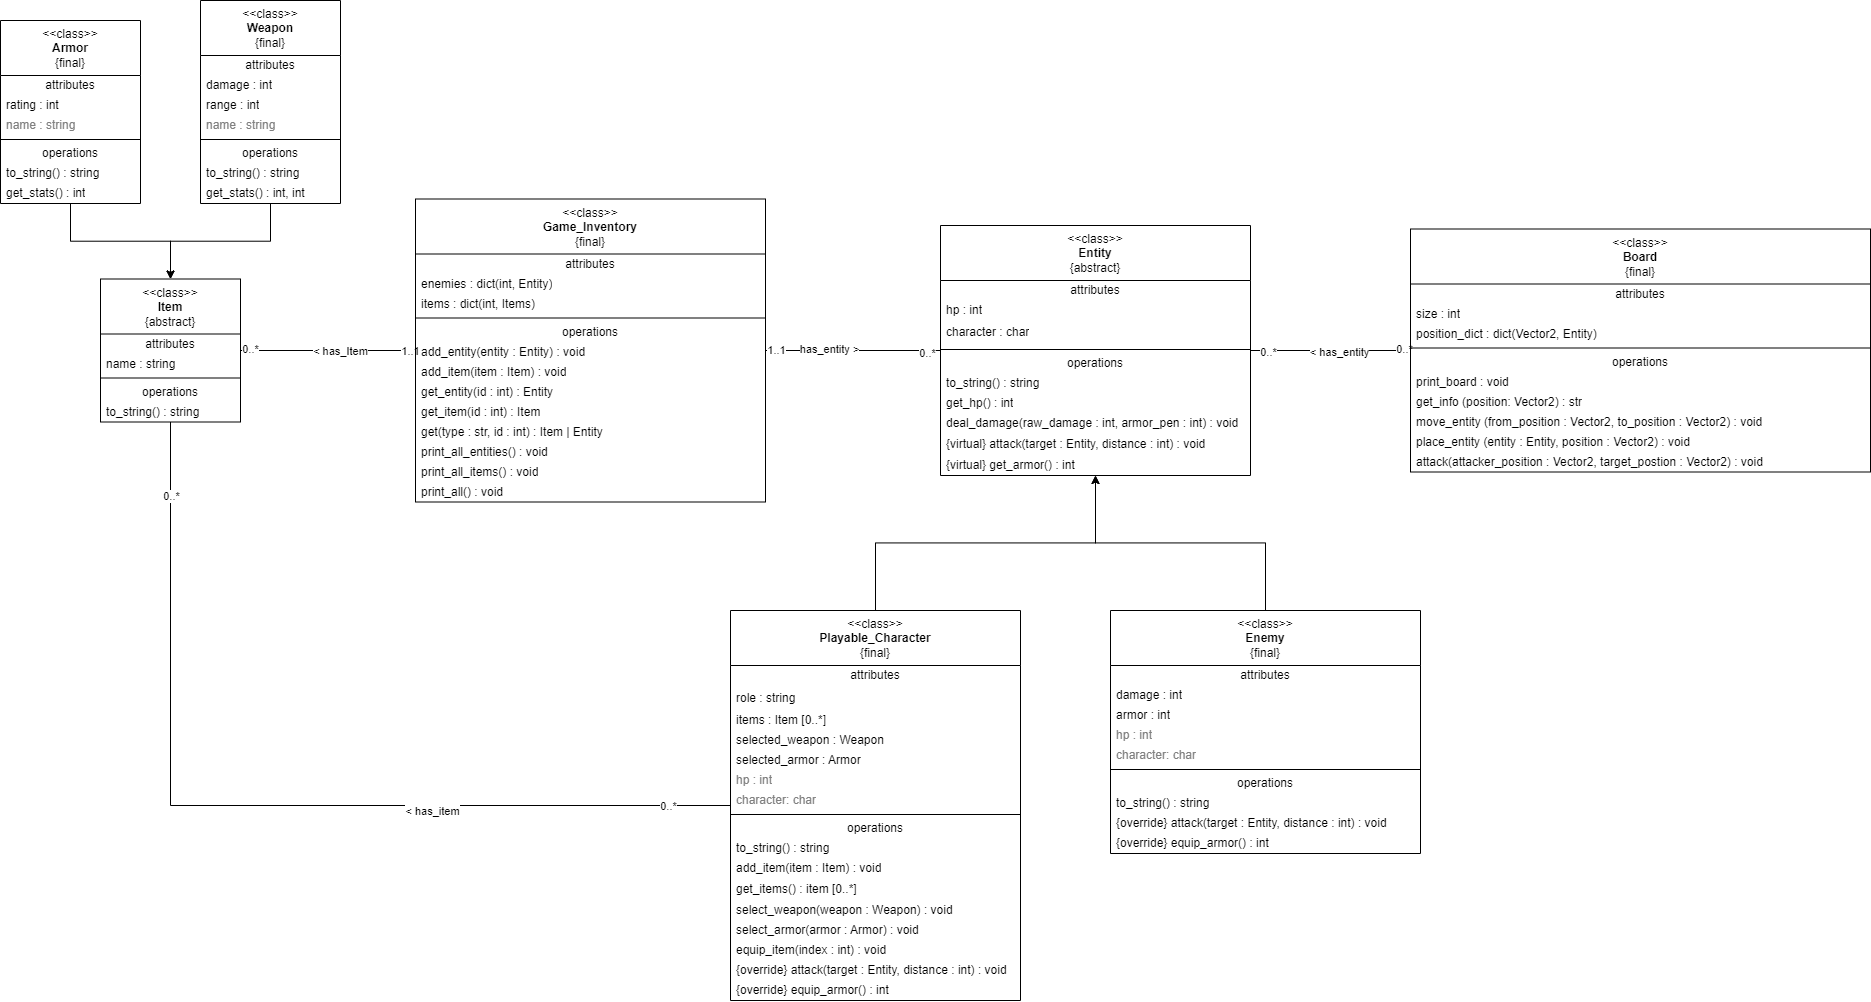 <<class>>
Armor
{final}
attributes
rating : int
name : string
operations
to_string() : string
get_stats() : int
<<class>>
Weapon
{final}
attributes
damage : int
range : int
name : string
operations
to_string() : string
get_stats() : int, int
<<class>>
Item
{abstract}
attributes
name : string
operations
to_string() : string
0..*
< has_Item
1..1
<<class>>
Game_Inventory
{final}
attributes
enemies : dict(int, Entity)
items : dict(int, Items)
operations
add_entity(entity : Entity) : void
add_item(item : Item) : void
get_entity(id : int) : Entity
get_item(id : int) : Item
get(type : str, id : int) : Item | Entity
print_all_entities() : void
print_all_items() : void
print_all() : void
1..1
has_entity >
0..*
<<class>>
Entity
{abstract}
attributes
hp : int
character : char
operations
to_string() : string
get_hp() : int
deal_damage(raw_damage : int, armor_pen : int) : void
{virtual} attack(target : Entity, distance : int) : void
{virtual} get_armor() : int
0..*
< has_entity
0..*
<<class>>
Board
{final}
attributes
size : int
position_dict : dict(Vector2, Entity)
operations
print_board : void
get_info (position: Vector2) : str
move_entity (from_position : Vector2, to_position : Vector2) : void
place_entity (entity : Entity, position : Vector2) : void
attack(attacker_position : Vector2, target_postion : Vector2) : void
0..*
< has_item
0..*
<<class>>
Playable_Character
{final}
attributes
role : string
items : Item [0..*]
selected_weapon : Weapon
selected_armor : Armor
hp : int
character: char
operations
to_string() : string
add_item(item : Item) : void
get_items() : item [0..*]
select_weapon(weapon : Weapon) : void
select_armor(armor : Armor) : void
equip_item(index : int) : void
{override} attack(target : Entity, distance : int) : void
{override} equip_armor() : int
<<class>>
Enemy
{final}
attributes
damage : int
armor : int
hp : int
character: char
operations
to_string() : string
{override} attack(target : Entity, distance : int) : void
{override} equip_armor() : int